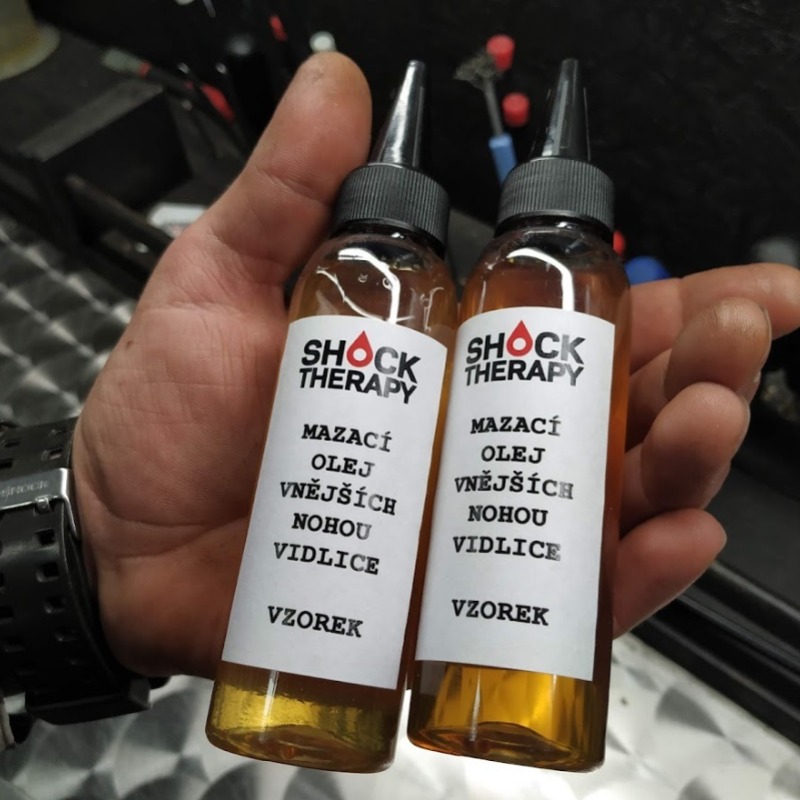 SHOCK
THERAPY
MAZACÍ
OLEJ
VNĚJŠÍCH
NOHOU
VIDLICE
VZOREK
SHOCK
THERAPY
MAZACÍ
OLEJ
VNĚJŠÍCH
NOHOU
VIDLICE
VZOREK